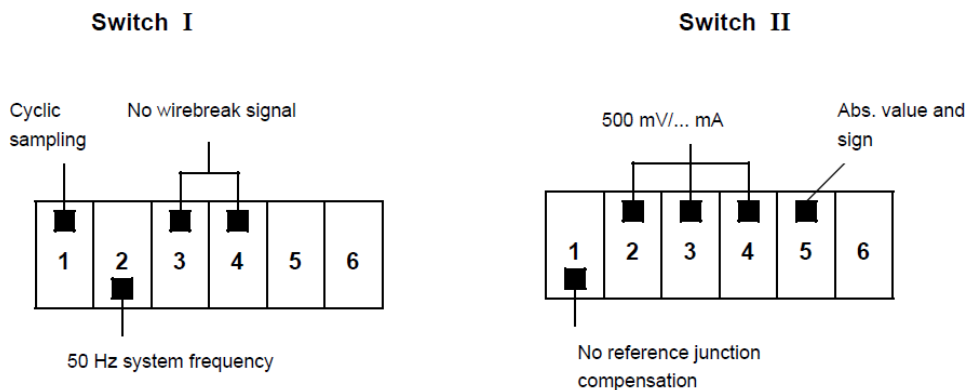 Switch I
Switch II
Cyclic
sampling
No wirebreak signal
500 mV/... mA
Abs. value and
sign
1 2 3 4 5 6
1 2 3 4 5 6
50 Hz system frequency
No reference junction
compensation